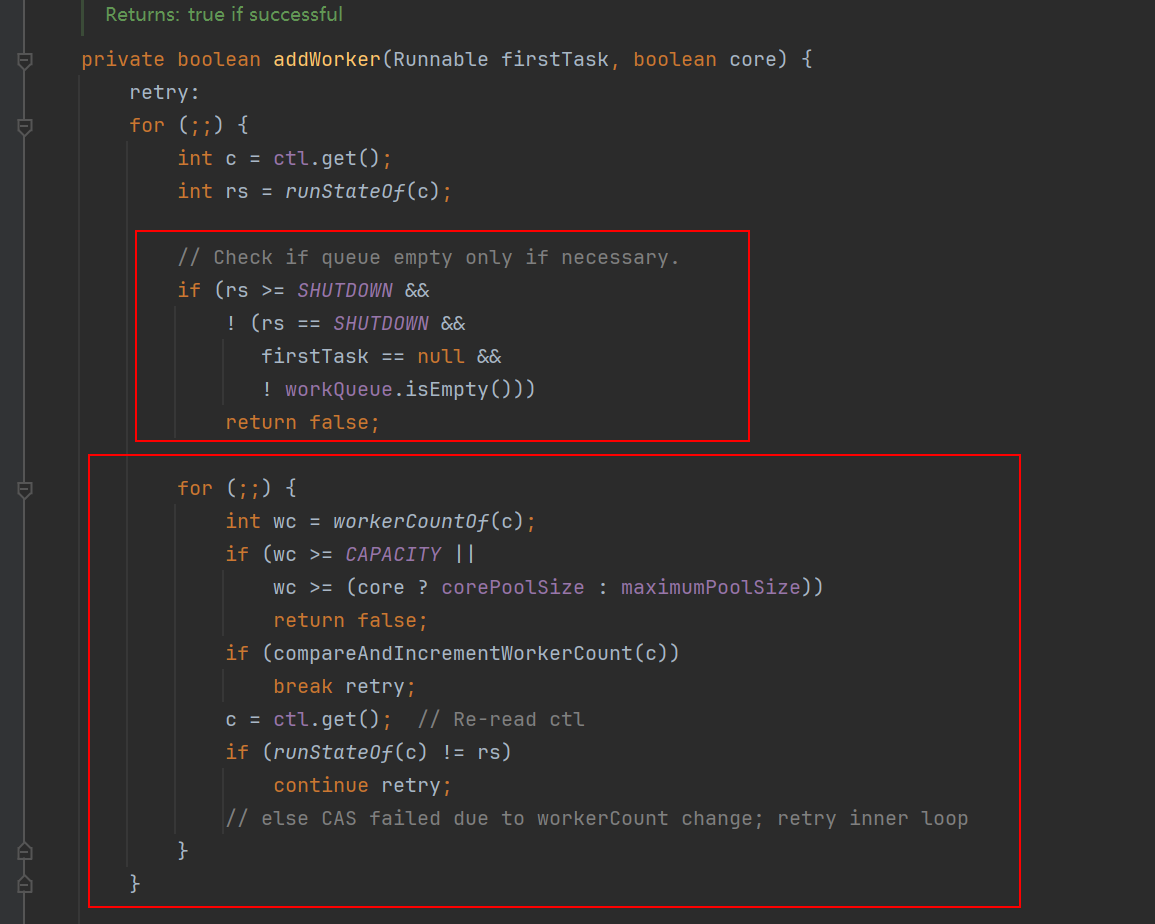 Returns: true if successful
private boolean addWorker(Runnable firstTask, boolean core) {
retry:
for (;;) {
int c = ctl.get();
int rs = runStateOf(c);
// Check if queue empty only if necessary.
if (rs >= SHUTDOWN &&
! (rs == SHUTDOWN &&
firstTask == null &&
! workQueue.isEmpty()))
return false;
for (;;) {
int wc = workerCountOf(c);
if (wc >= CAPACITY ||
wc >= (core ? corePoolSize : maximumPoolSize))
return false;
if (compareAndIncrementWorkerCount(c))
break retry;
c = ctl.get();  // Re-read ctl
if (runStateOf(c) != rs)
continue retry;
// else CAS failed due to workerCount change; retry inner loop
}
}